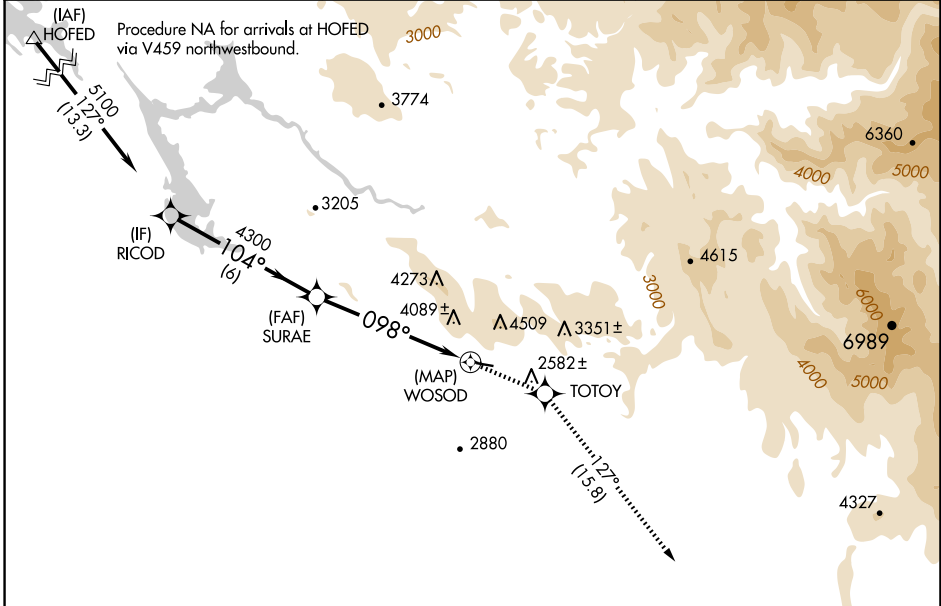 (IAF)
HOFED
Procedure NA for arrivals at HOFED
via V459 northwestbound.
3000
5100
127°
(13.3)
3774
6360
4000
5000
3205
(IF)
RICOD
4300
104°
(6)
4615
4273
3000
(FAF)
SURAE
098°
4089±
4509
3351±
6000
6989
2582±
4000
5000
(MAP)
WOSOD
TOTOY
2880
127°
(15.8)
4327